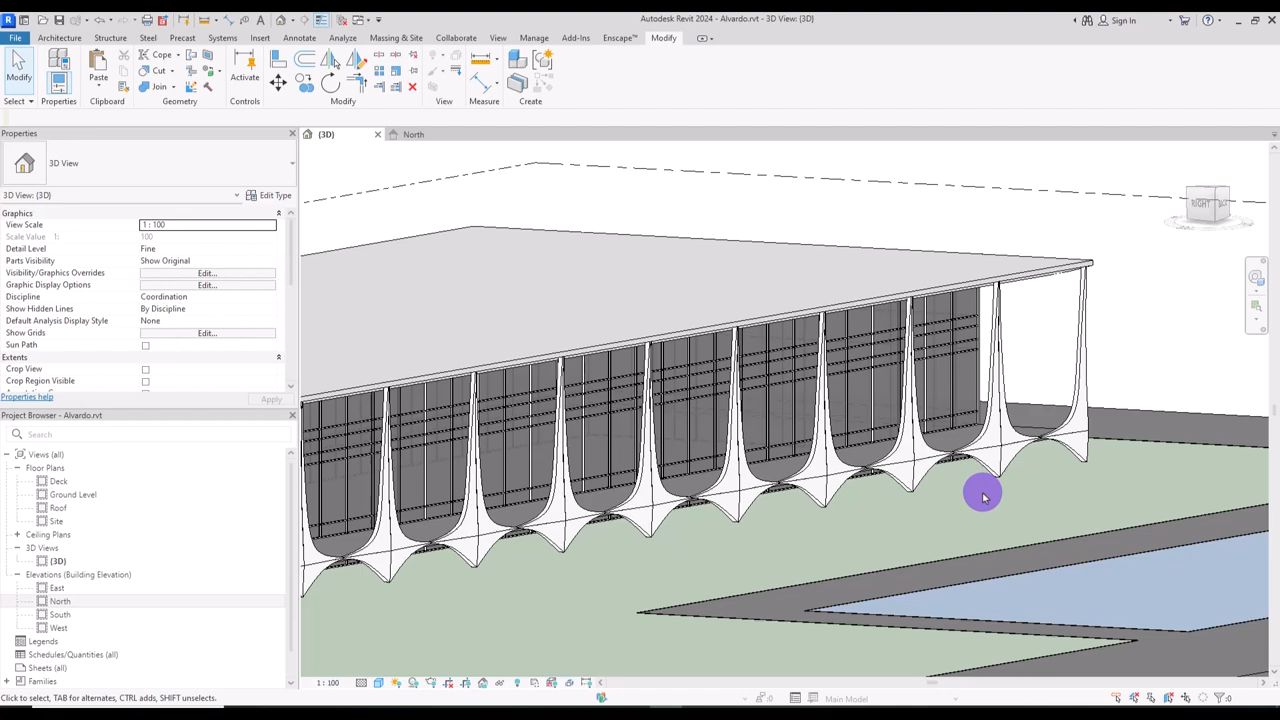 Autodesk Revit 2024 - Alvardo.rvt - 3D View: {3D}
Sign In
File Architecture Structure Steel Precast Systems Insert Annotate Analyze Massing & Site Collaborate View Manage Add-Ins Enscape™ Modify
Modify
Select
Properties
Paste
Clipboard
Cope
Cut
Join
Geometry
Activate
Controls
Modify
View
Measure
Create
Properties
{3D}
North
3D View
3D View: {3D}
Edit Type
Graphics
View Scale 1 : 100
Scale Value 1: 100
Detail Level Fine
Parts Visibility Show Original
Visibility/Graphics Overrides Edit...
Graphic Display Options Edit...
Discipline Coordination
Show Hidden Lines By Discipline
Default Analysis Display Style None
Show Grids Edit...
Sun Path
Extents
Crop View
Crop Region Visible
Properties help
Apply
Project Browser - Alvardo.rvt
Search
Views (all)
Floor Plans
Deck
Ground Level
Roof
Site
Ceiling Plans
3D Views
{3D}
Elevations (Building Elevation)
East
North
South
West
Legends
Schedules/Quantities (all)
Sheets (all)
Families
RIGHT
1 : 100
Click to select, TAB for alternates, CTRL adds, SHIFT unselects.
:0
Main Model
:0